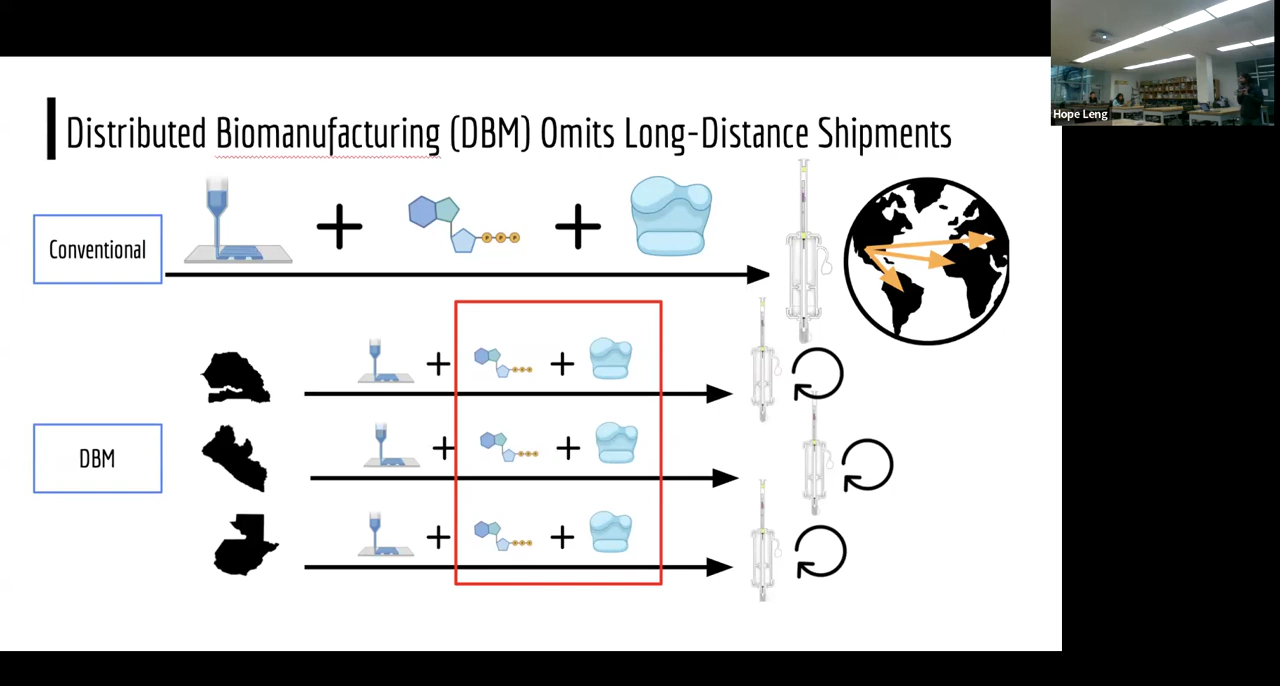 Distributed Biomanufacturing (DBM) Omits Long-Distance Shipments
Hope Leng
Conventional
P P P
DBM